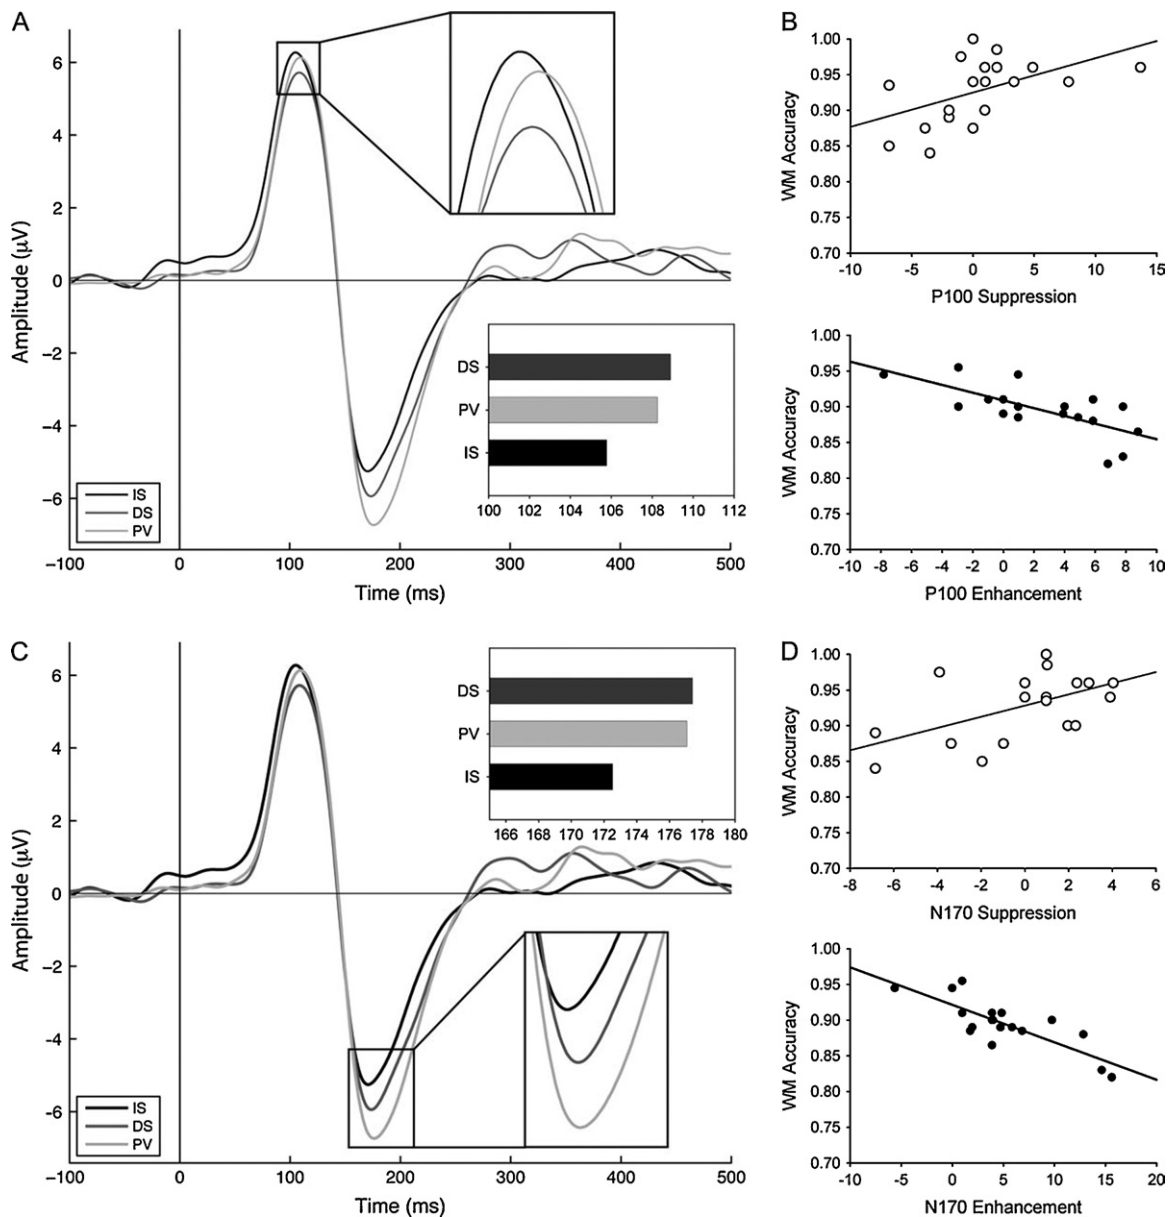 A
6
4
2
0
−2
−4
−6
Amplitude (µV)
−100 0 100 200 300 400 500
Time (ms)
IS
DS
PV
DS
PV
IS
100 102 104 106 108 110 112
B
1.00
0.95
0.90
0.85
0.80
0.75
0.70
WM Accuracy
-10 -5 0 5 10 15
P100 Suppression
1.00
0.95
0.90
0.85
0.80
0.75
0.70
WM Accuracy
-10 -8 -6 -4 -2 0 2 4 6 8 10
P100 Enhancement
C
6
4
2
0
−2
−4
−6
Amplitude (µV)
−100 0 100 200 300 400 500
Time (ms)
IS
DS
PV
DS
PV
IS
166 168 170 172 174 176 178 180
D
1.00
0.95
0.90
0.85
0.80
0.75
0.70
WM Accuracy
-8 -6 -4 -2 0 2 4 6
N170 Suppression
1.00
0.95
0.90
0.85
0.80
0.75
0.70
WM Accuracy
-10 -5 0 5 10 15 20
N170 Enhancement